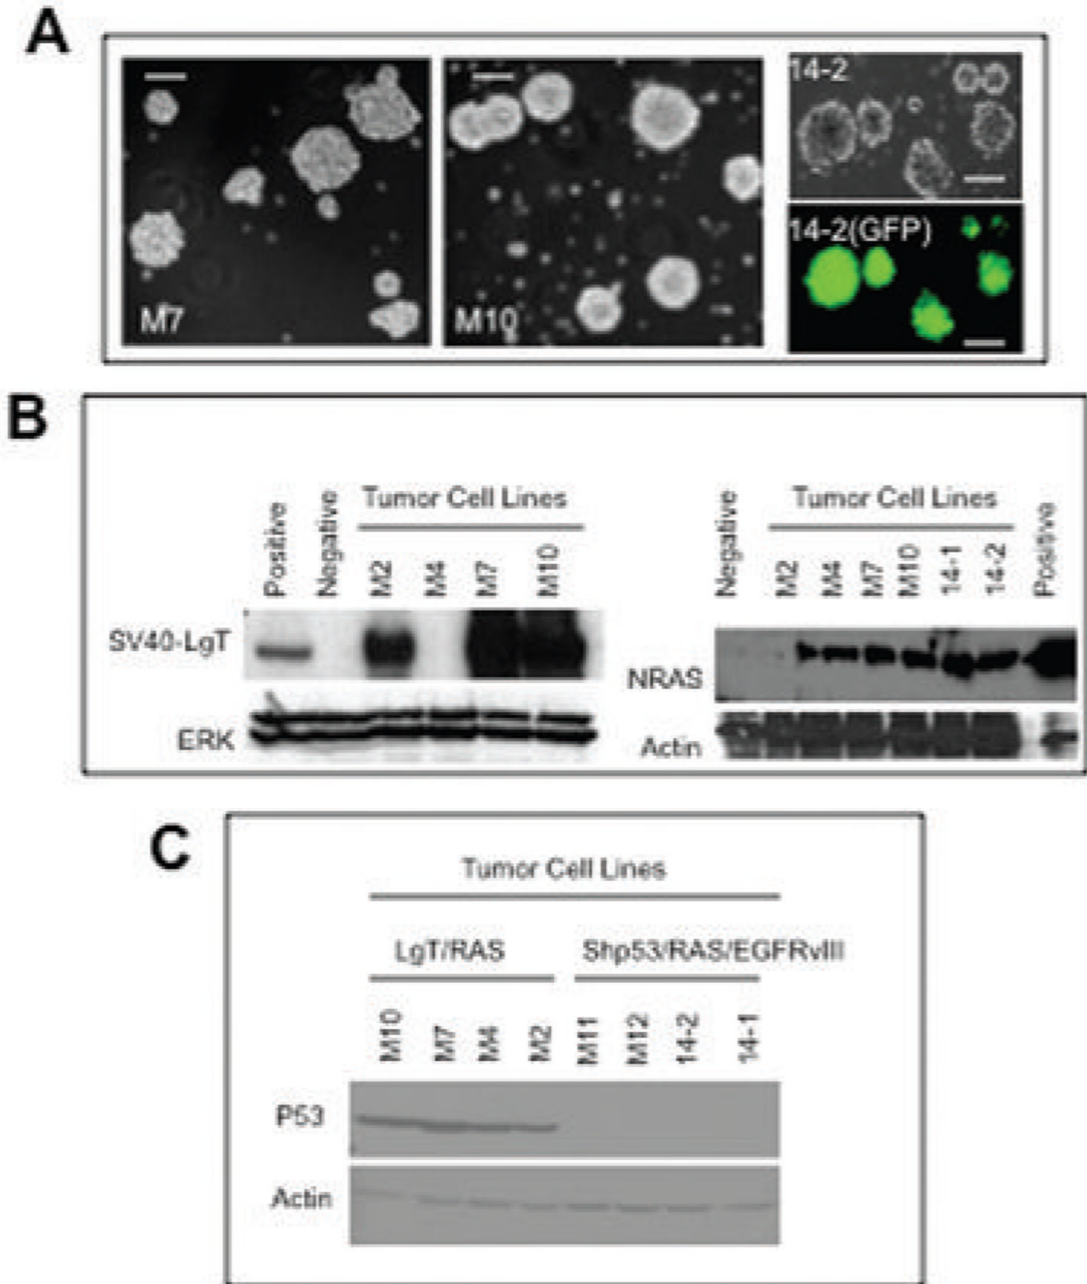 A
M7
M10
14-2
14-2(GFP)
B
Positive
Negative
Tumor Cell Lines
M2
M4
M7
M10
SV40-LgT
ERK
Negative
Tumor Cell Lines
M2
M4
M7
M10
14-1
14-2
Positive
NRAS
Actin
C
Tumor Cell Lines
LgT/RAS
Shp53/RAS/EGFRvIII
M10
M7
M4
M2
M11
M12
14-2
14-1
P53
Actin